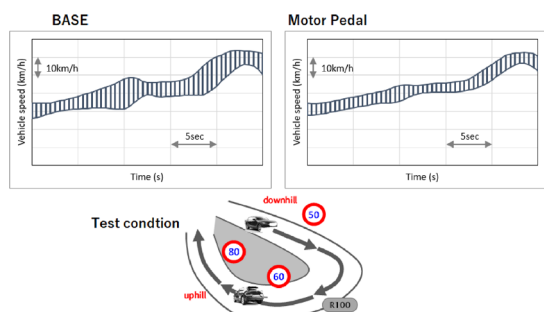 BASE
Motor Pedal
Vehicle speed (km/h)
10km/h
5sec
Time (s)
Vehicle speed (km/h)
10km/h
5sec
Time (s)
Test condtion
downhill
50
80
60
uphill
R100